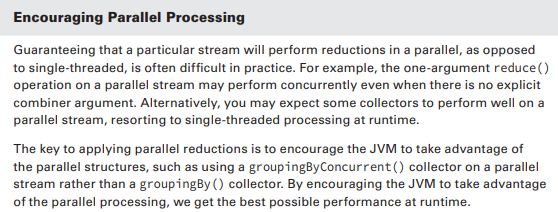 Encouraging Parallel Processing
Guaranteeing that a particular stream will perform reductions in a parallel, as opposed
to single-threaded, is often difficult in practice. For example, the one-argument reduce()
operation on a parallel stream may perform concurrently even when there is no explicit
combiner argument. Alternatively, you may expect some collectors to perform well on a
parallel stream, resorting to single-threaded processing at runtime.
The key to applying parallel reductions is to encourage the JVM to take advantage of
the parallel structures, such as using a groupingByConcurrent() collector on a parallel
stream rather than a groupingBy() collector. By encouraging the JVM to take advantage
of the parallel processing, we get the best possible performance at runtime.